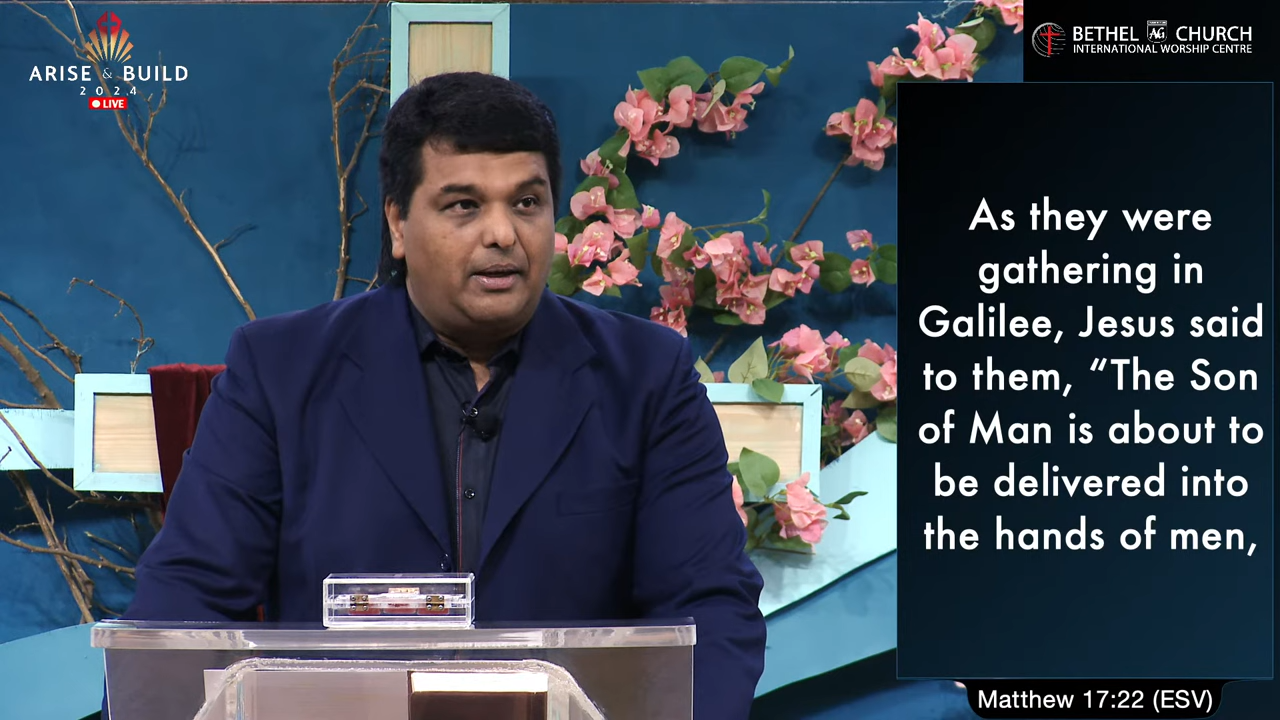 ARISE & BUILD
2024
LIVE
BETHEL AG CHURCH
INTERNATIONAL WORSHIP CENTRE
As they were
gathering in
Galilee, Jesus said
to them, “The Son
of Man is about to
be delivered into
the hands of men,
Matthew 17:22 (ESV)